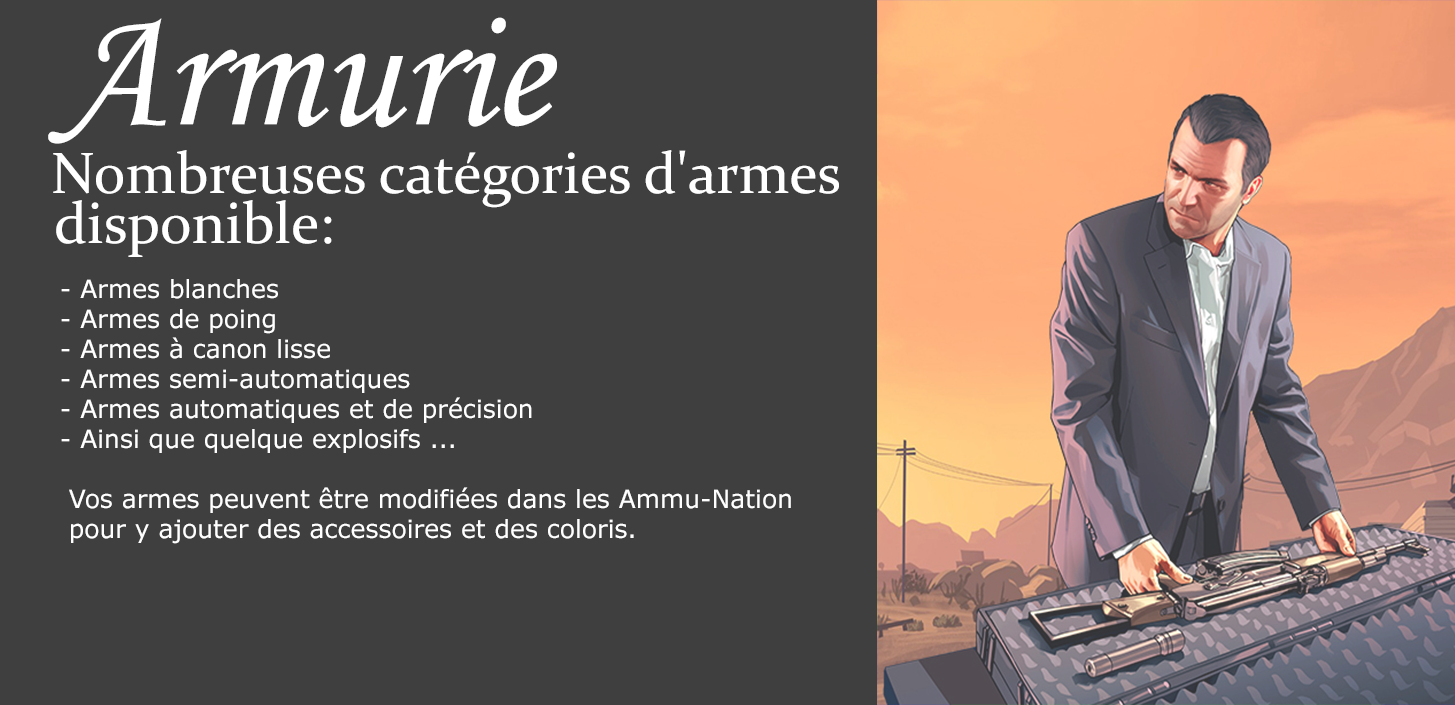 Armurie
Nombreuses catégories d'armes
disponible:
- Armes blanches
- Armes de poing
- Armes à canon lisse
- Armes semi-automatiques
- Armes automatiques et de précision
- Ainsi que quelque explosifs ...
Vos armes peuvent être modifiées dans les Ammu-Nation
pour y ajouter des accessoires et des coloris.